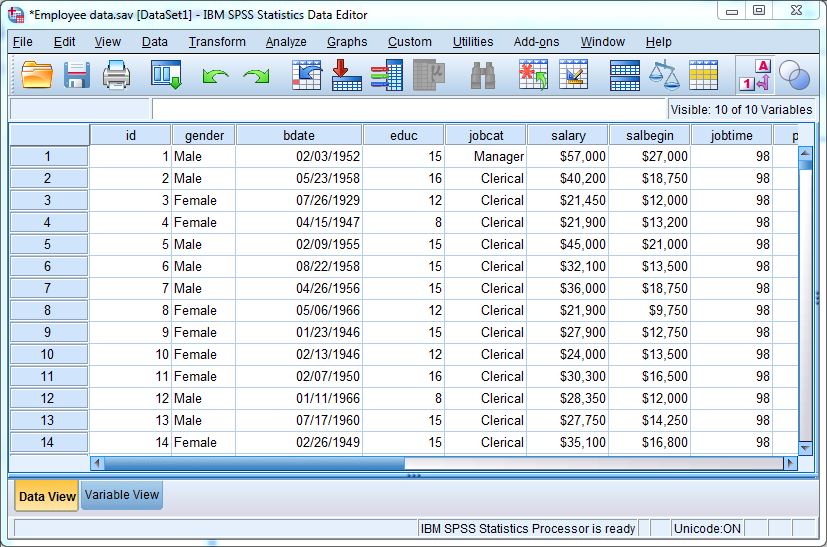 *Employee data.sav [DataSet1] - IBM SPSS Statistics Data Editor
File Edit View Data Transform Analyze Graphs Custom Utilities Add-ons Window Help
Visible: 10 of 10 Variables
id gender bdate educ jobcat salary salbegin jobtime p
1 1 Male 02/03/1952 15 Manager $57,000 $27,000 98
2 2 Male 05/23/1958 16 Clerical $40,200 $18,750 98
3 3 Female 07/26/1929 12 Clerical $21,450 $12,000 98
4 4 Female 04/15/1947 8 Clerical $21,900 $13,200 98
5 5 Male 02/09/1955 15 Clerical $45,000 $21,000 98
6 6 Male 08/22/1958 15 Clerical $32,100 $13,500 98
7 7 Male 04/26/1956 15 Clerical $36,000 $18,750 98
8 8 Female 05/06/1966 12 Clerical $21,900 $9,750 98
9 9 Female 01/23/1946 15 Clerical $27,900 $12,750 98
10 10 Female 02/13/1946 12 Clerical $24,000 $13,500 98
11 11 Female 02/07/1950 16 Clerical $30,300 $16,500 98
12 12 Male 01/11/1966 8 Clerical $28,350 $12,000 98
13 13 Male 07/17/1960 15 Clerical $27,750 $14,250 98
14 14 Female 02/26/1949 15 Clerical $35,100 $16,800 98
Data View Variable View
IBM SPSS Statistics Processor is ready Unicode:ON